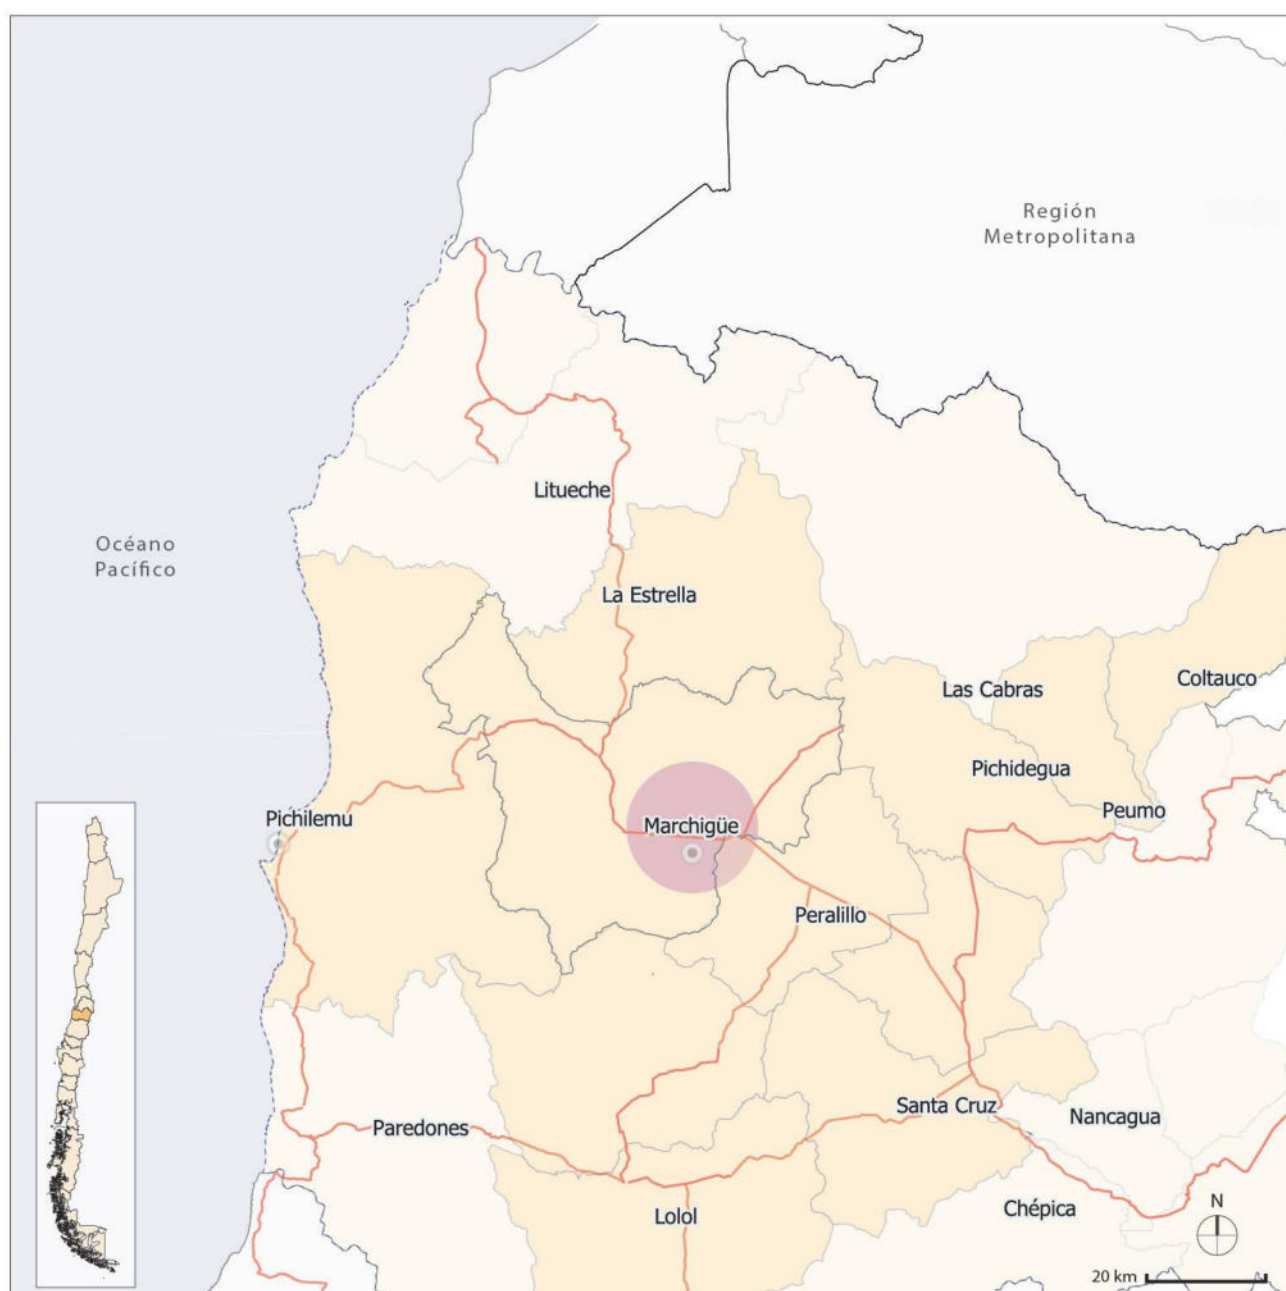 Región
Metropolitana
Litueche
Océano
Pacífico
La Estrella
Las Cabras
Coltauco
Pichidegua
Peumo
Pichilemu
Marchigüe
Peralillo
Santa Cruz
Nancagua
Paredones
Chépica
Lolol
N
20 km